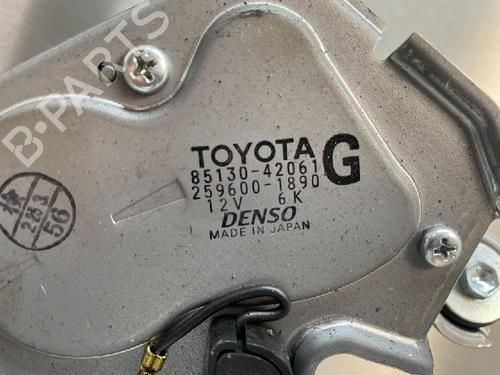 B-PARTS
TOYOTA
85130-42061 G
259600-1890
12V 6K
DENSO
MADE IN JAPAN
281
56